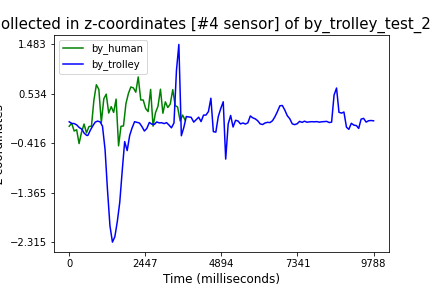 ollected in z-coordinates [#4 sensor] of by_trolley_test_2
by_human
by_trolley
1.483
0.534
−0.416
−1.365
−2.315
0
2447
4894
7341
9788
Time (milliseconds)